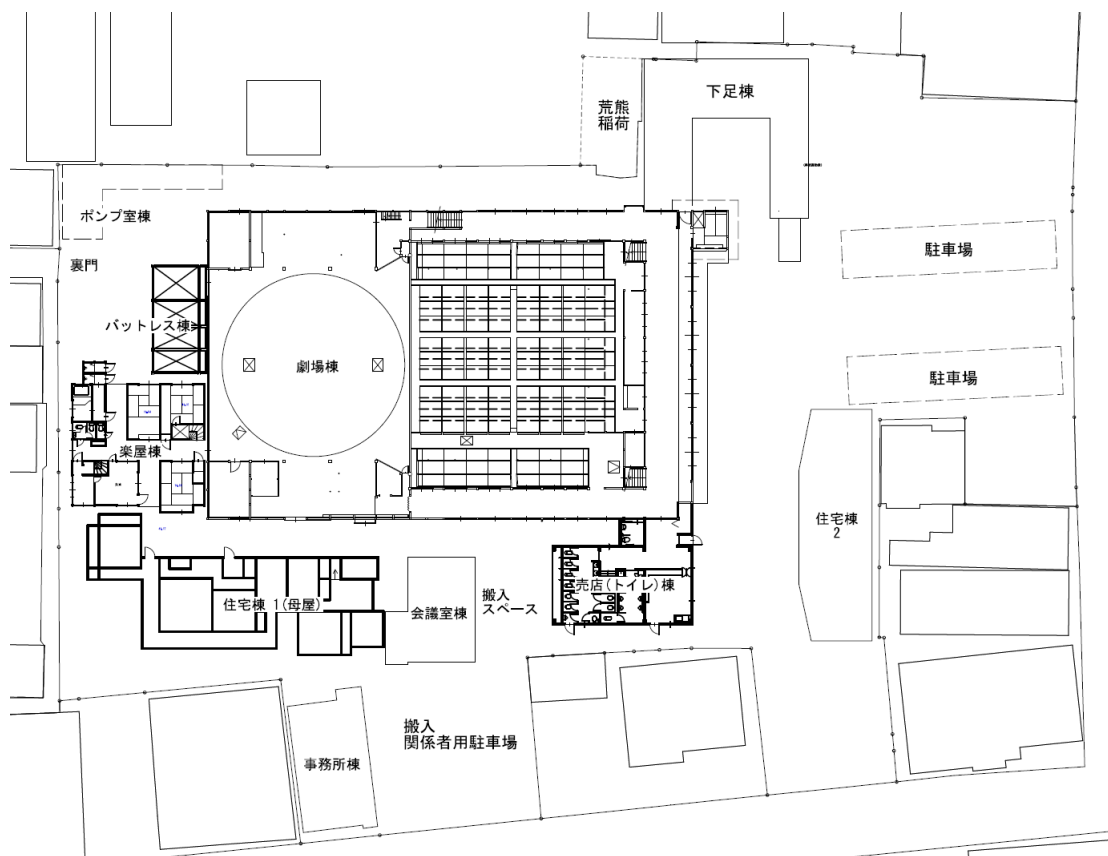 下足棟
荒熊
稲荷
ポンプ室棟
駐車場
裏門
バットレス棟
劇場棟
駐車場
楽屋棟
住宅棟
2
売店(トイレ)棟
住宅棟 1(母屋)
会議室棟
搬入
スペース
搬入
関係者用駐車場
事務所棟